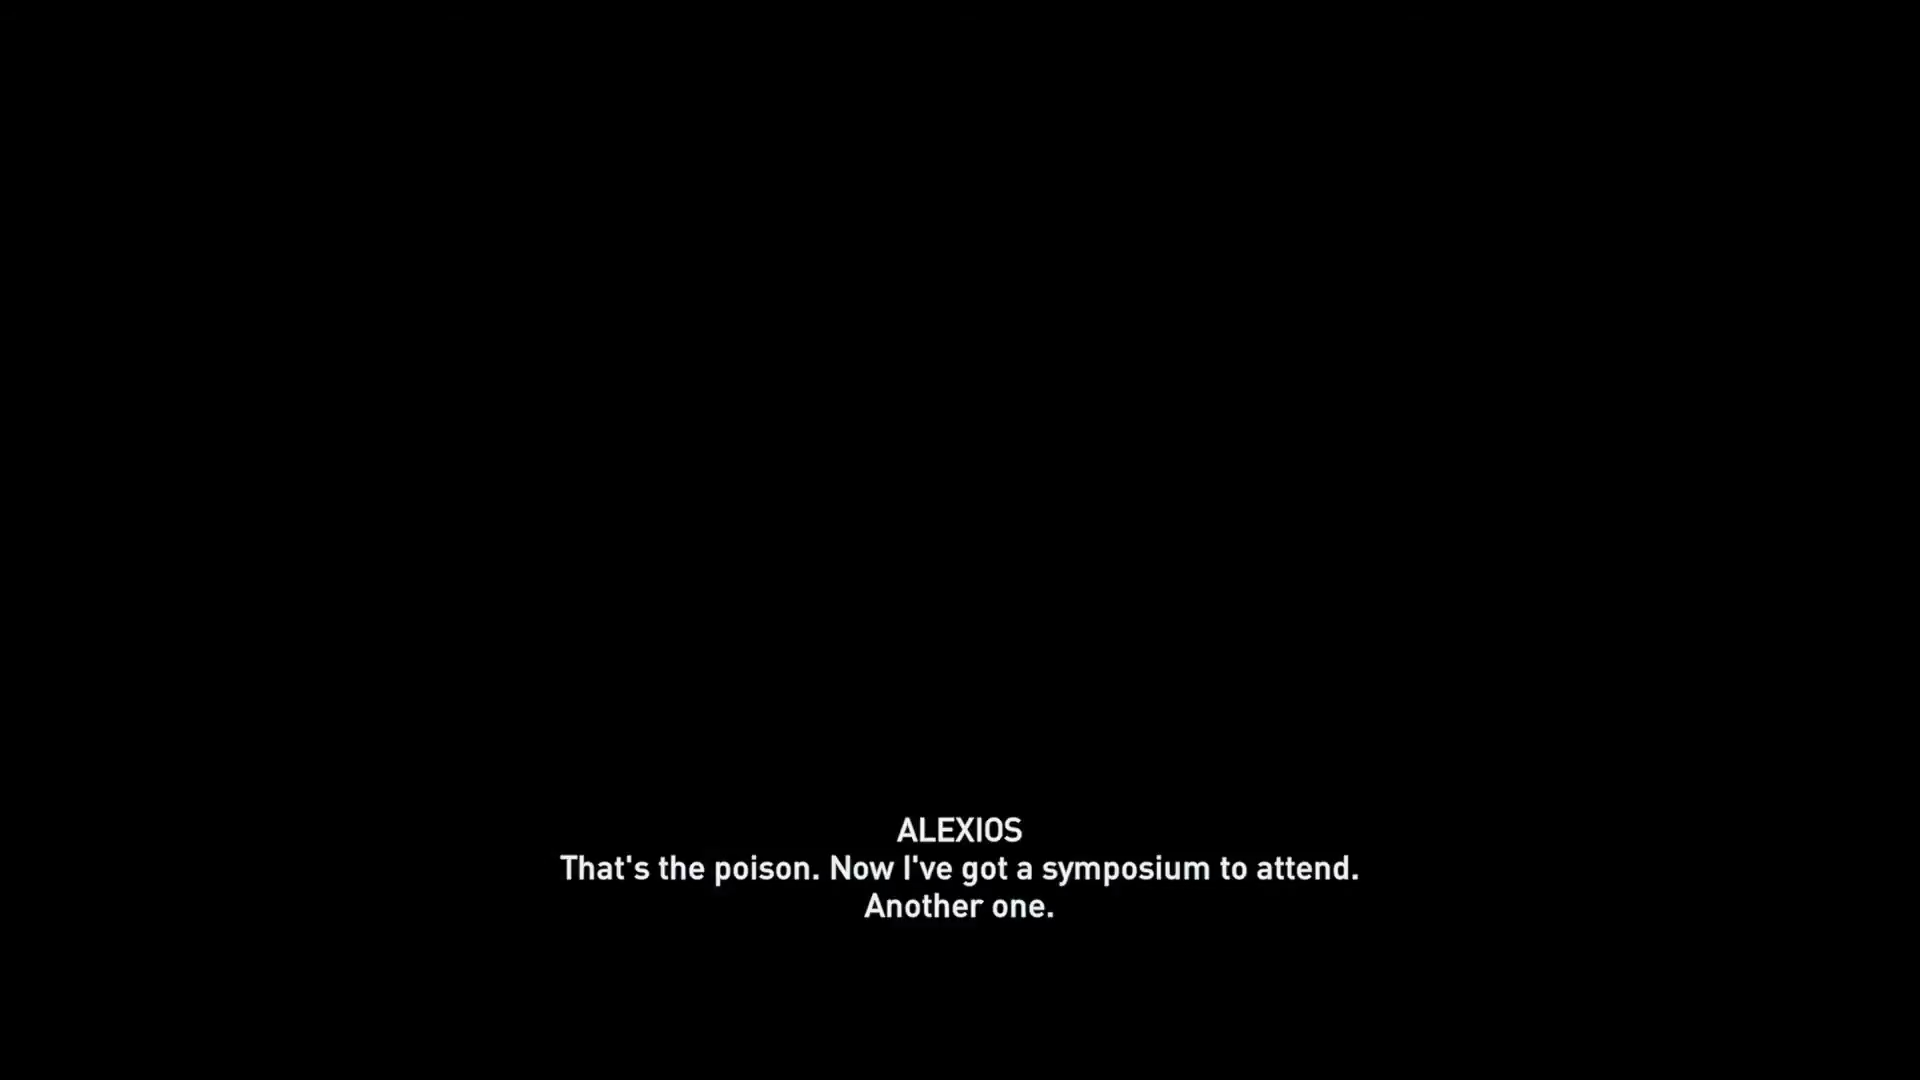 ALEXIOS
That's the poison. Now I've got a symposium to attend.
Another one.